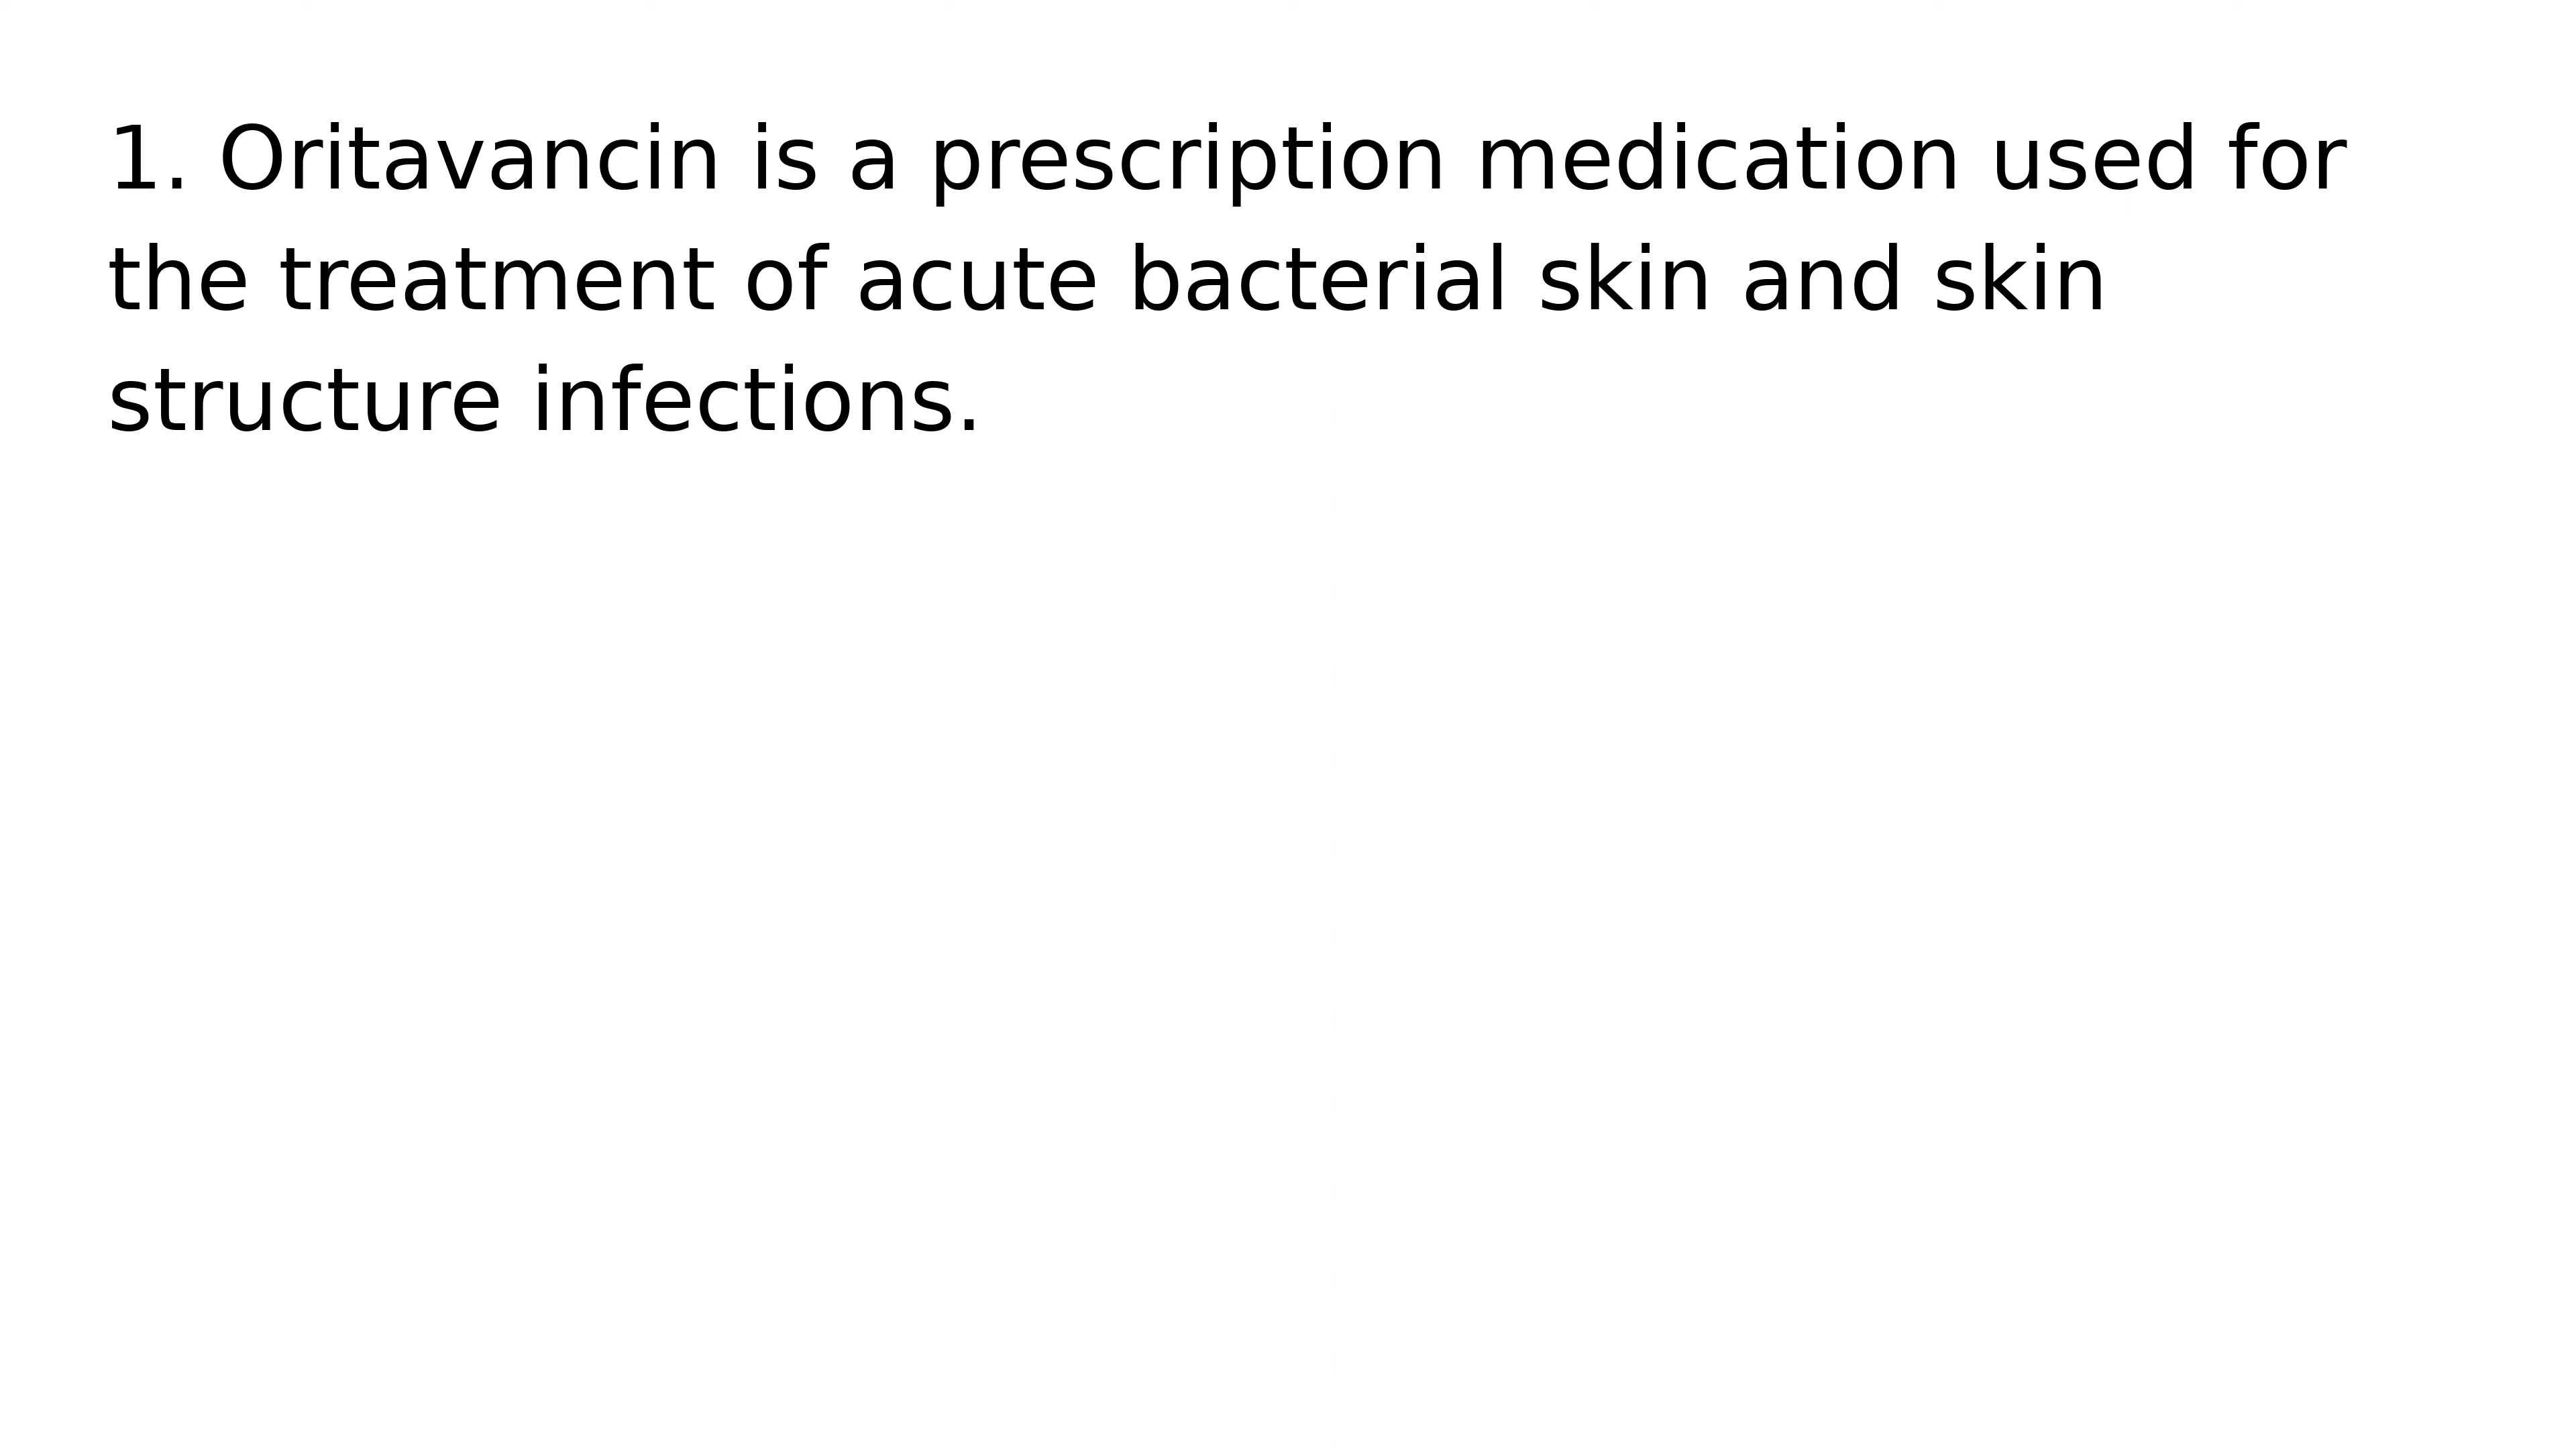 1. Oritavancin is a prescription medication used for
the treatment of acute bacterial skin and skin
structure infections.